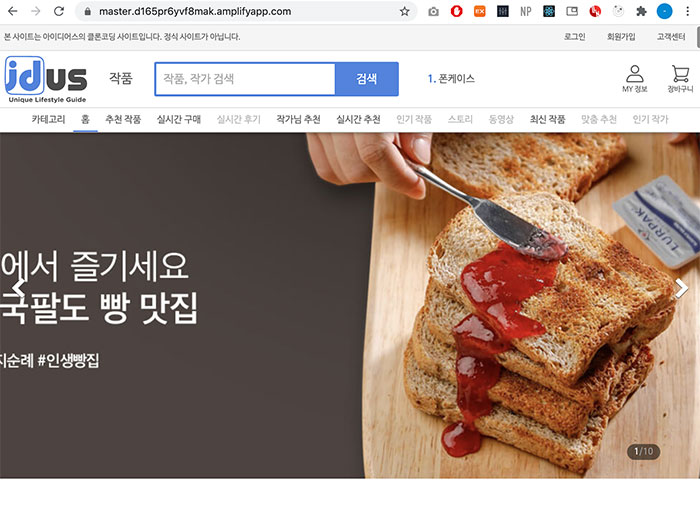 master.d165pr6yvf8mak.amplifyapp.com
EX
NP
본 사이트는 아이디어스의 클론코딩 사이트입니다. 정식 사이트가 아닙니다.
로그인 회원가입 고객센터
idus
Unique Lifestyle Guide
작품
작품, 작가 검색
검색
1. 폰케이스
MY 정보 장바구니
카테고리 홈 추천 작품 실시간 구매 실시간 후기 작가님 추천 실시간 추천 인기 작품 스토리 동영상 최신 작품 맞춤 추천 인기 작가
LURPAK
에서 즐기세요
국팔도 빵 맛집
지순례 #인생빵집
1/10